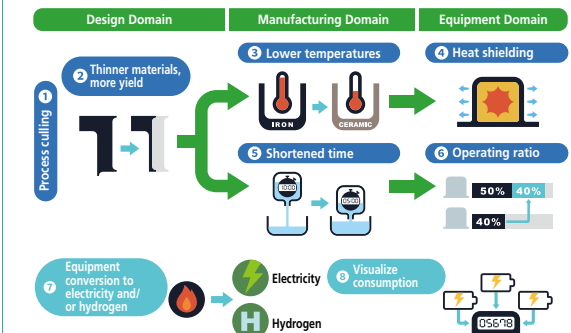 Design Domain
Manufacturing Domain
Equipment Domain
1 Process culling
2 Thinner materials,
more yield
3 Lower temperatures
IRON
CERAMIC
4 Heat shielding
5 Shortened time
10:00
05:00
6 Operating ratio
50% 40%
40%
7 Equipment
conversion to
electricity and/
or hydrogen
Electricity
H Hydrogen
8 Visualize
consumption
05678